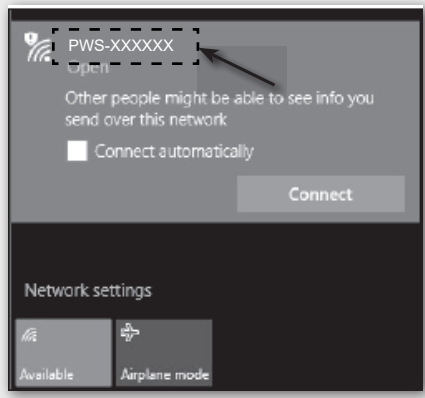 PWS-XXXXXX
Open
Other people might be able to see info you
send over this network
Connect automatically
Connect
Network settings
Available
Airplane mode